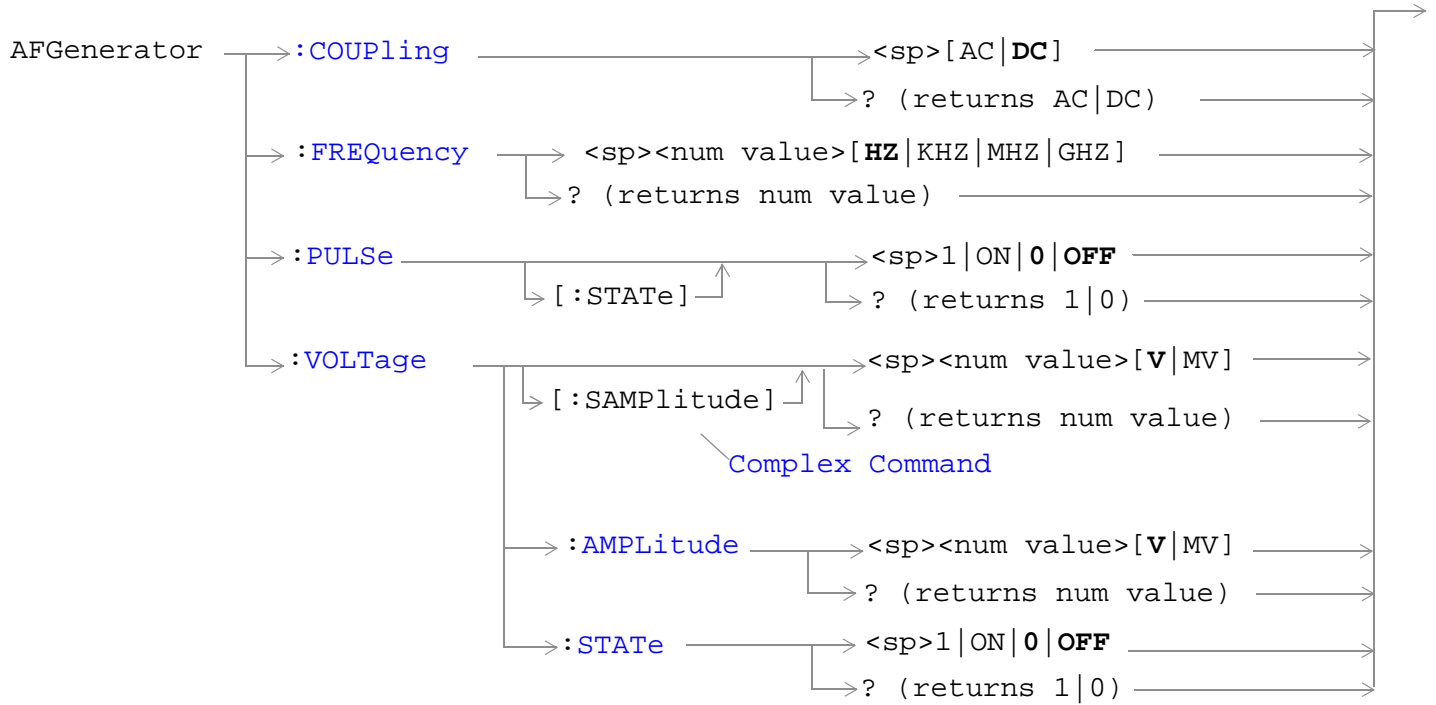 AFGenerator :COUPling <sp>[AC|DC]
? (returns AC|DC)
:FREQuency <sp><num value>[HZ|KHZ|MHZ|GHZ]
? (returns num value)
:PULSe <sp>1|ON|0|OFF
[:STATe] ? (returns 1|0)
:VOLTage <sp><num value>[V|MV]
[:SAMPlitude] ? (returns num value)
Complex Command
:AMPLitude <sp><num value>[V|MV]
? (returns num value)
:STATe <sp>1|ON|0|OFF
? (returns 1|0)